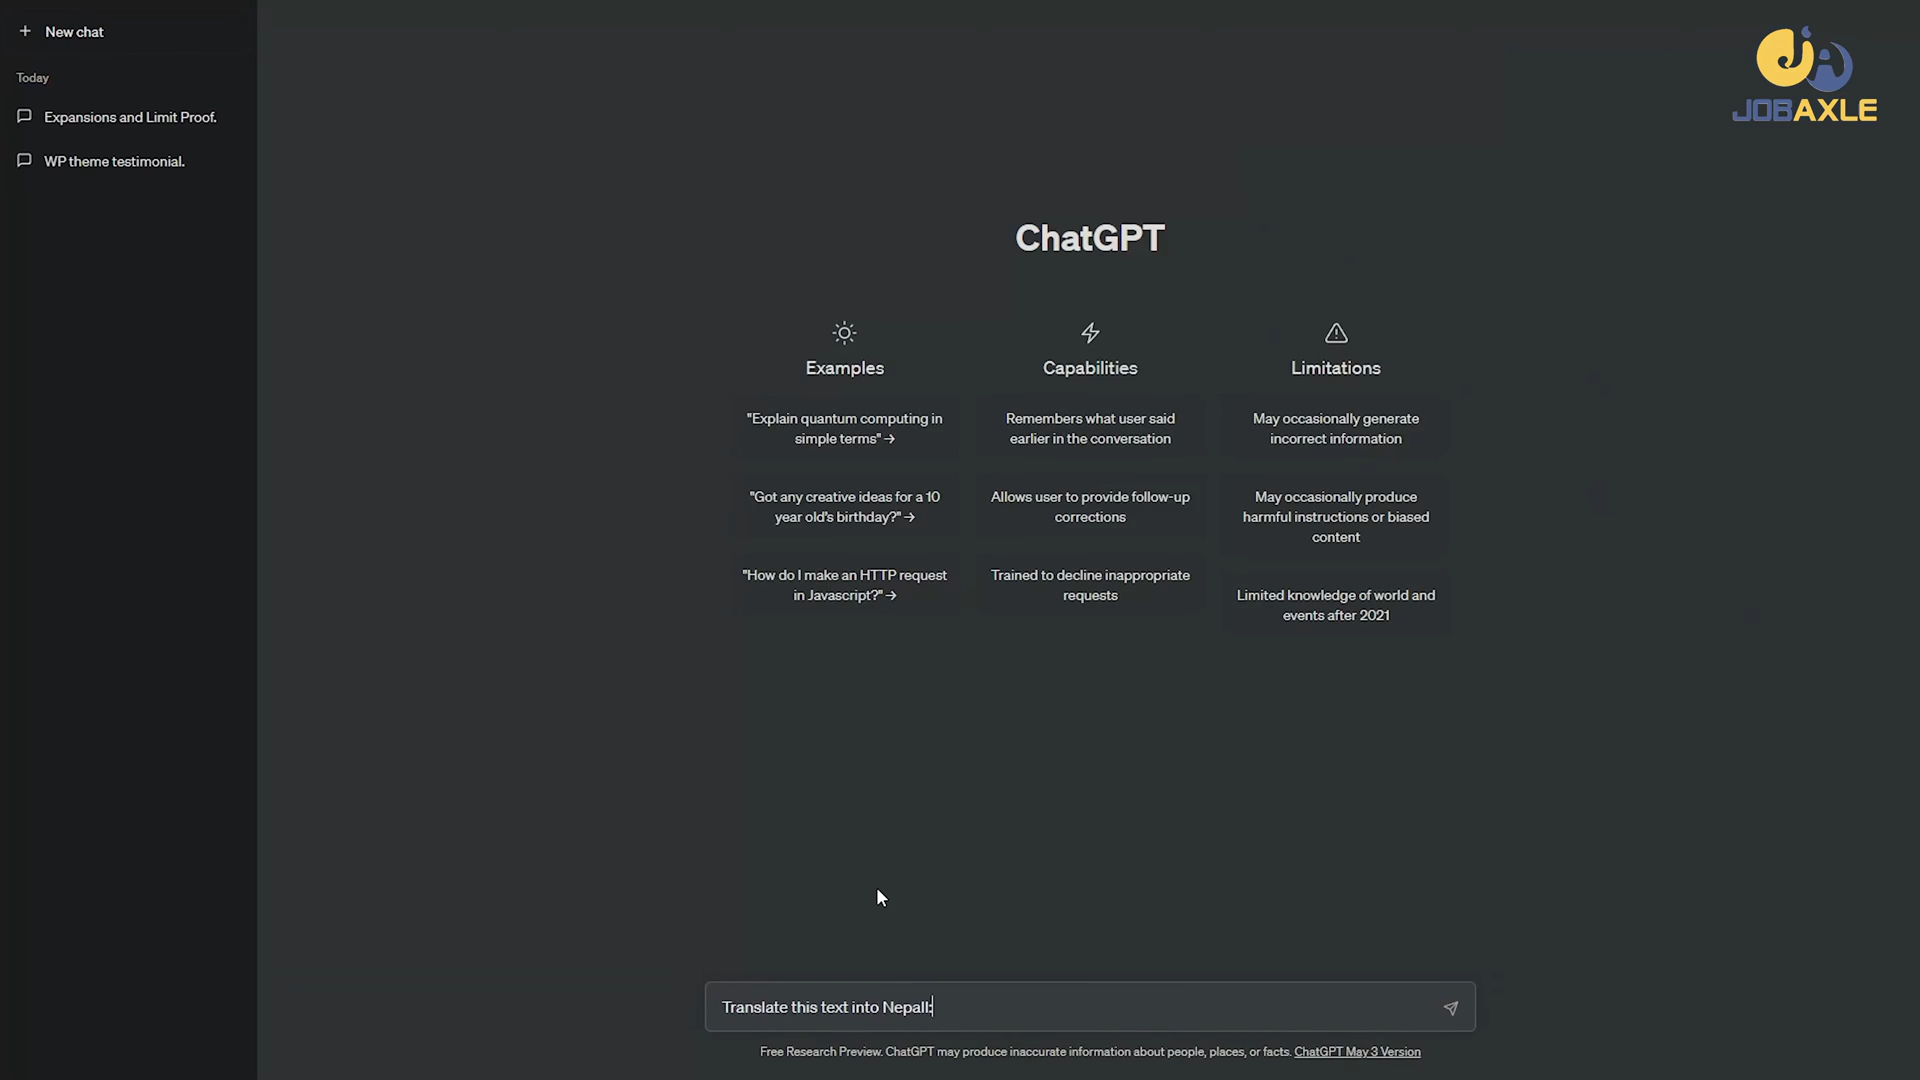 New chat
Today
Expansions and Limit Proof.
WP theme testimonial.
JA
JOBAXLE
ChatGPT
Examples
"Explain quantum computing in
simple terms" →
"Got any creative ideas for a 10
year old's birthday?" →
"How do I make an HTTP request
in Javascript?" →
Capabilities
Remembers what user said
earlier in the conversation
Allows user to provide follow-up
corrections
Trained to decline inappropriate
requests
Limitations
May occasionally generate
incorrect information
May occasionally produce
harmful instructions or biased
content
Limited knowledge of world and
events after 2021
Translate this text into Nepall:
Free Research Preview. ChatGPT may produce inaccurate information about people, places, or facts. ChatGPT May 3 Version